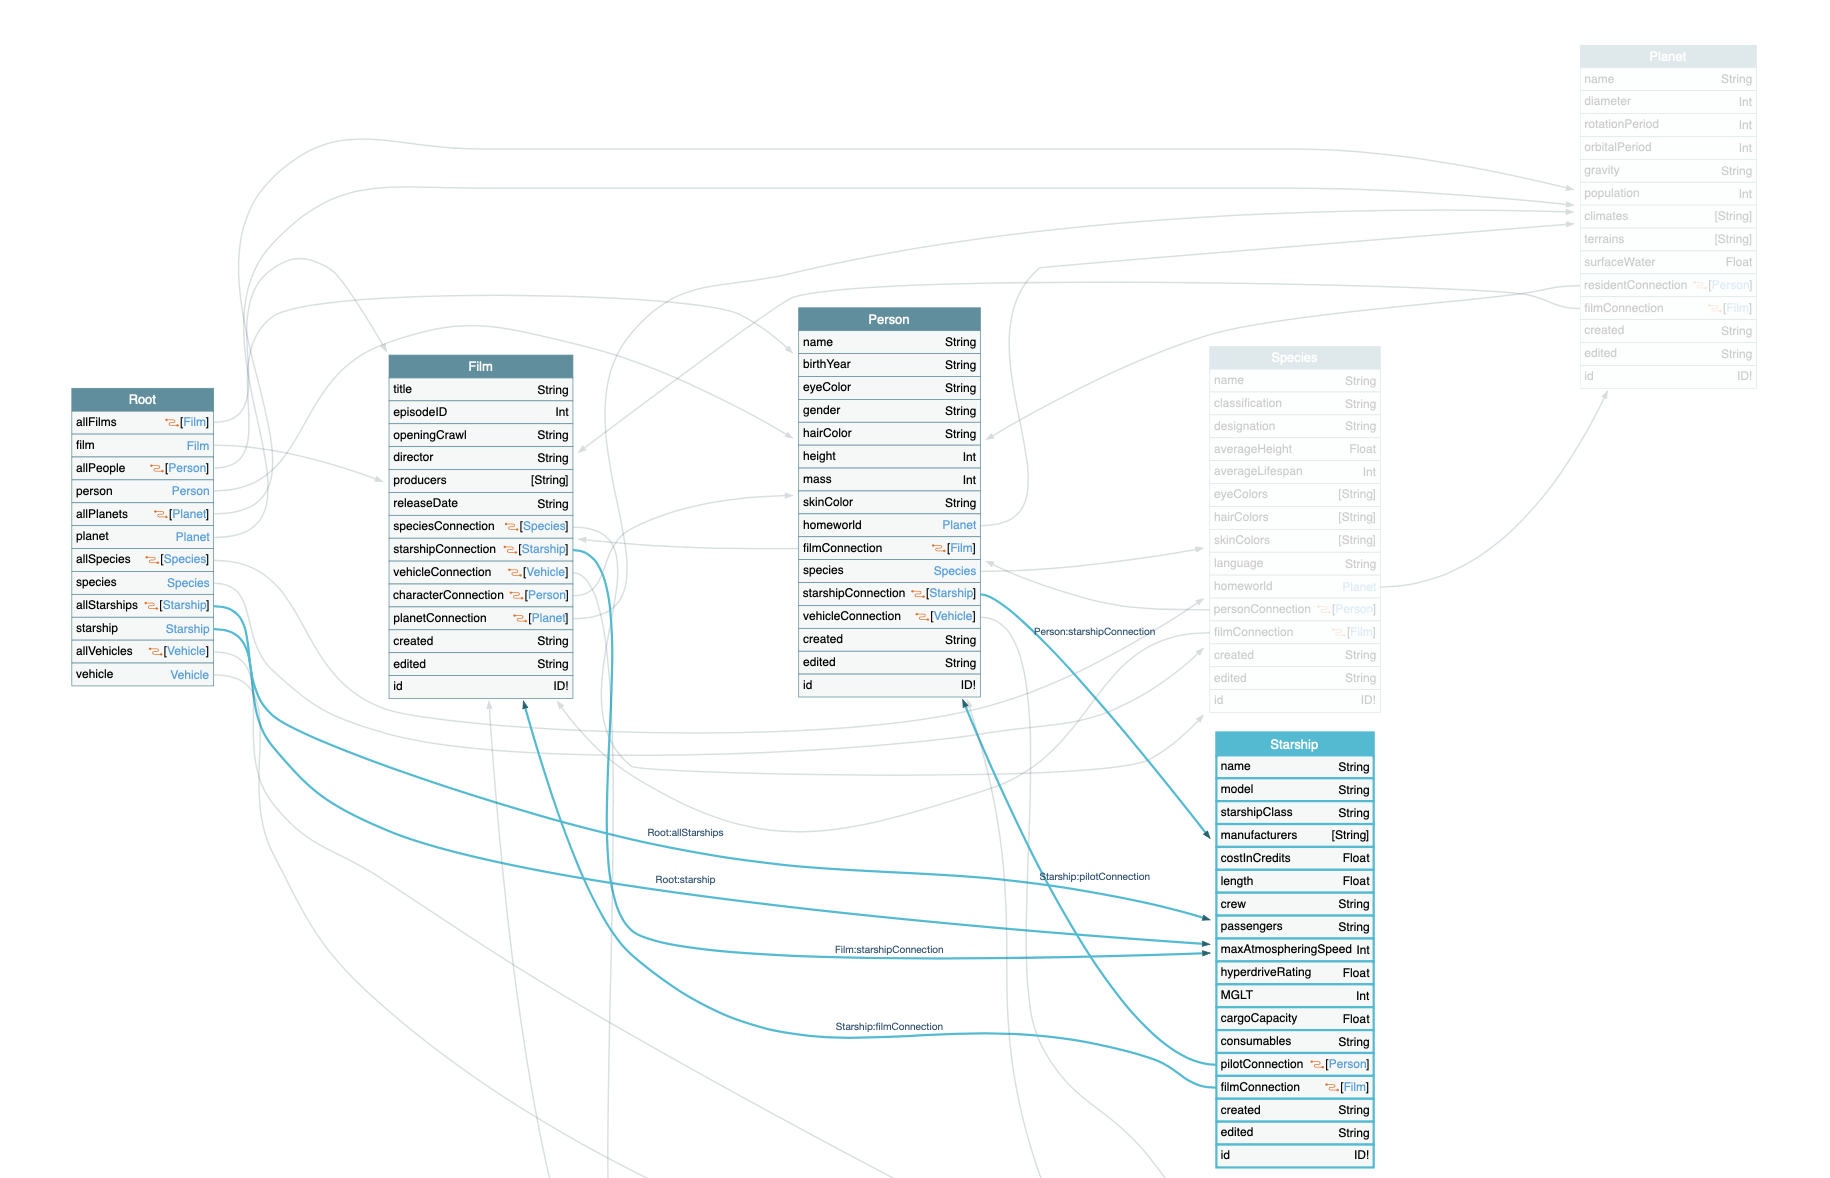 Root
allFilms [Film]
film Film
allPeople [Person]
person Person
allPlanets [Planet]
planet Planet
allSpecies [Species]
species Species
allStarships [Starship]
starship Starship
allVehicles [Vehicle]
vehicle Vehicle
Film
title String
episodeID Int
openingCrawl String
director String
producers [String]
releaseDate String
speciesConnection [Species]
starshipConnection [Starship]
vehicleConnection [Vehicle]
characterConnection [Person]
planetConnection [Planet]
created String
edited String
id ID!
Person
name String
birthYear String
eyeColor String
gender String
hairColor String
height Int
mass Int
skinColor String
homeworld Planet
filmConnection [Film]
species Species
starshipConnection [Starship]
vehicleConnection [Vehicle]
created String
edited String
id ID!
Planet
name String
diameter Int
rotationPeriod Int
orbitalPeriod Int
gravity String
population Int
climates [String]
terrains [String]
surfaceWater Float
residentConnection [Person]
filmConnection [Film]
created String
edited String
id ID!
Species
name String
classification String
designation String
averageHeight Float
averageLifespan Int
eyeColors [String]
hairColors [String]
skinColors [String]
language String
homeworld Planet
personConnection [Person]
filmConnection [Film]
created String
edited String
id ID!
Starship
name String
model String
starshipClass String
manufacturers [String]
costInCredits Float
length Float
crew String
passengers String
maxAtmospheringSpeed Int
hyperdriveRating Float
MGLT Int
cargoCapacity Float
consumables String
pilotConnection [Person]
filmConnection [Film]
created String
edited String
id ID!
Person:starshipConnection
Root:allStarships
Root:starship
Starship:pilotConnection
Film:starshipConnection
Starship:filmConnection